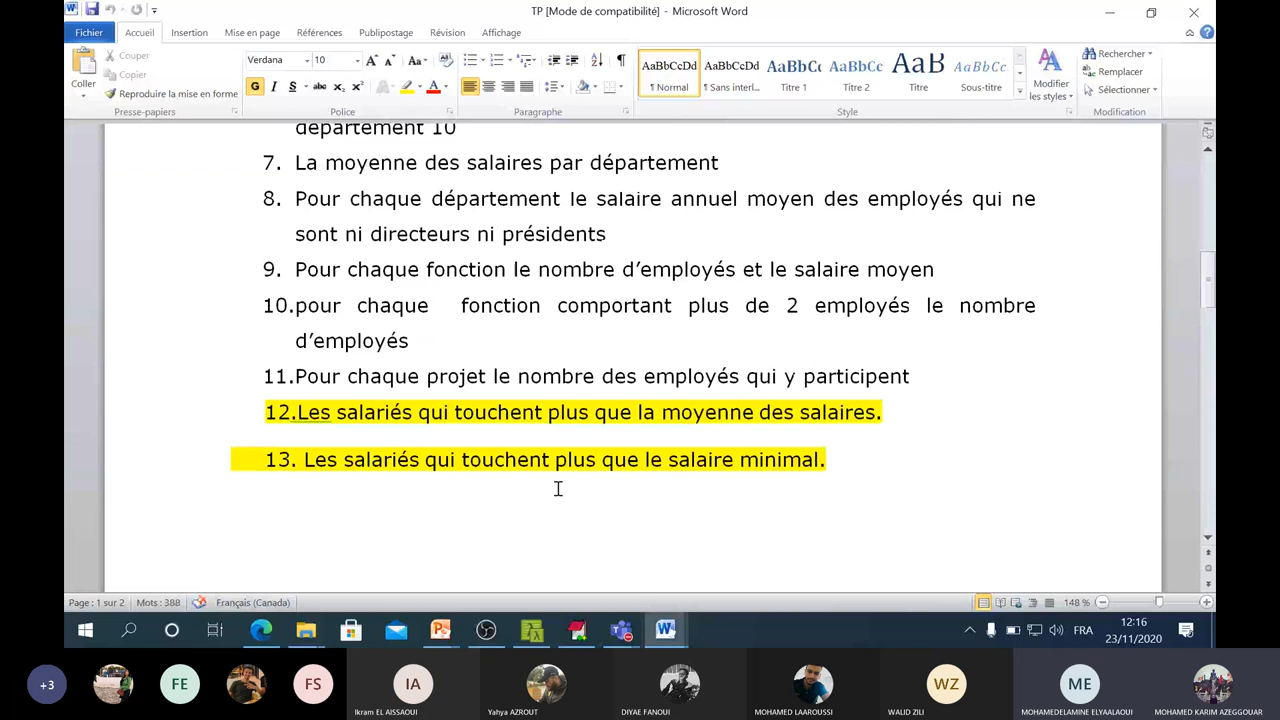 TP [Mode de compatibilité] - Microsoft Word
Fichier Accueil Insertion Mise en page Références Publipostage Révision Affichage
Couper
Copier
Reproduire la mise en forme
Coller
Presse-papiers
Verdana 10
G I S abc x₂ x² A
Police
Paragraphe
AaBbCcDd AaBbCcDd AaBbCc AaBbCc AaB AaBbCcDd
¶ Normal ¶ Sans interl... Titre 1 Titre 2 Titre Sous-titre
Style
Modifier les styles
Rechercher
Remplacer
Sélectionner
Modification
département 10
7. La moyenne des salaires par département
8. Pour chaque département le salaire annuel moyen des employés qui ne
sont ni directeurs ni présidents
9. Pour chaque fonction le nombre d’employés et le salaire moyen
10.pour chaque fonction comportant plus de 2 employés le nombre
d’employés
11.Pour chaque projet le nombre des employés qui y participent
12.Les salariés qui touchent plus que la moyenne des salaires.
13. Les salariés qui touchent plus que le salaire minimal.
Page : 1 sur 2 Mots : 388 Français (Canada) 148 %
FRA 12:16
23/11/2020
+3 FE FS IA WZ ME
Ikram EL AISSAOUI Yahya AZROUT DIYAE FANOUI MOHAMED LAAROUSSI WALID ZILI MOHAMEDELAMINE ELYAALAOUI MOHAMED KARIM AZEGGOUAR